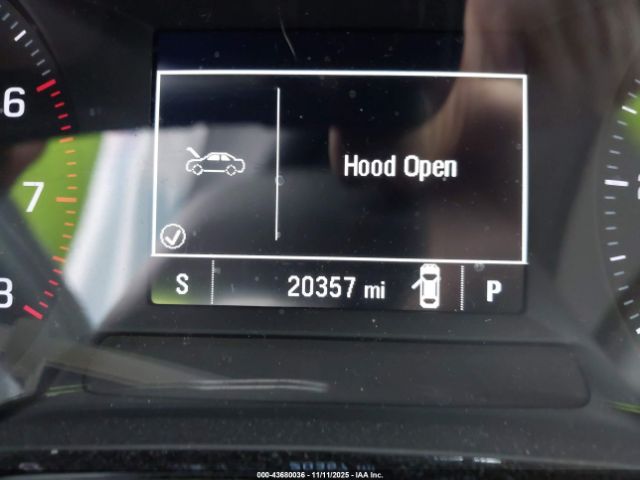 6
7
8
Hood Open
S 20357 mi P
000-43680036 - 11/11/2025 - IAA Inc.